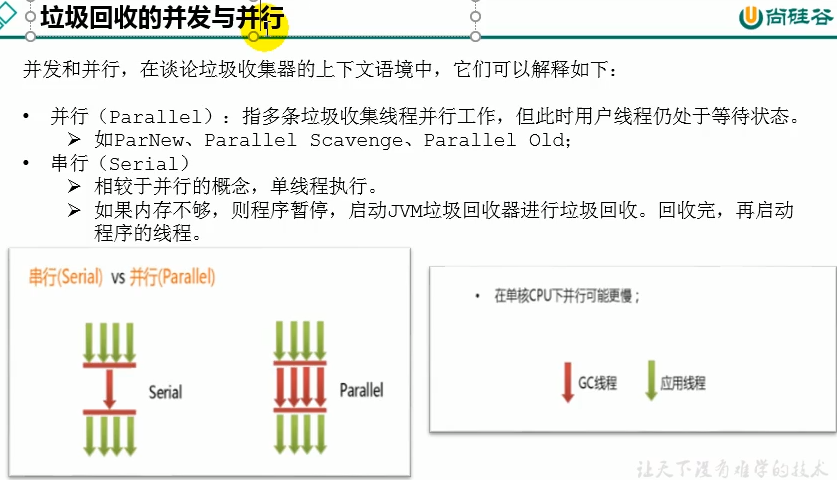 垃圾回收的并发与并行
尚硅谷
并发和并行，在谈论垃圾收集器的上下文语境中，它们可以解释如下：
• 并行（Parallel）：指多条垃圾收集线程并行工作，但此时用户线程仍处于等待状态。
➢ 如ParNew、Parallel Scavenge、Parallel Old；
• 串行（Serial）
➢ 相较于并行的概念，单线程执行。
➢ 如果内存不够，则程序暂停，启动JVM垃圾回收器进行垃圾回收。回收完，再启动
程序的线程。
串行(Serial) vs 并行(Parallel)
Serial
Parallel
• 在单核CPU下并行可能更慢；
GC线程
应用线程
让天下没有难学的技术